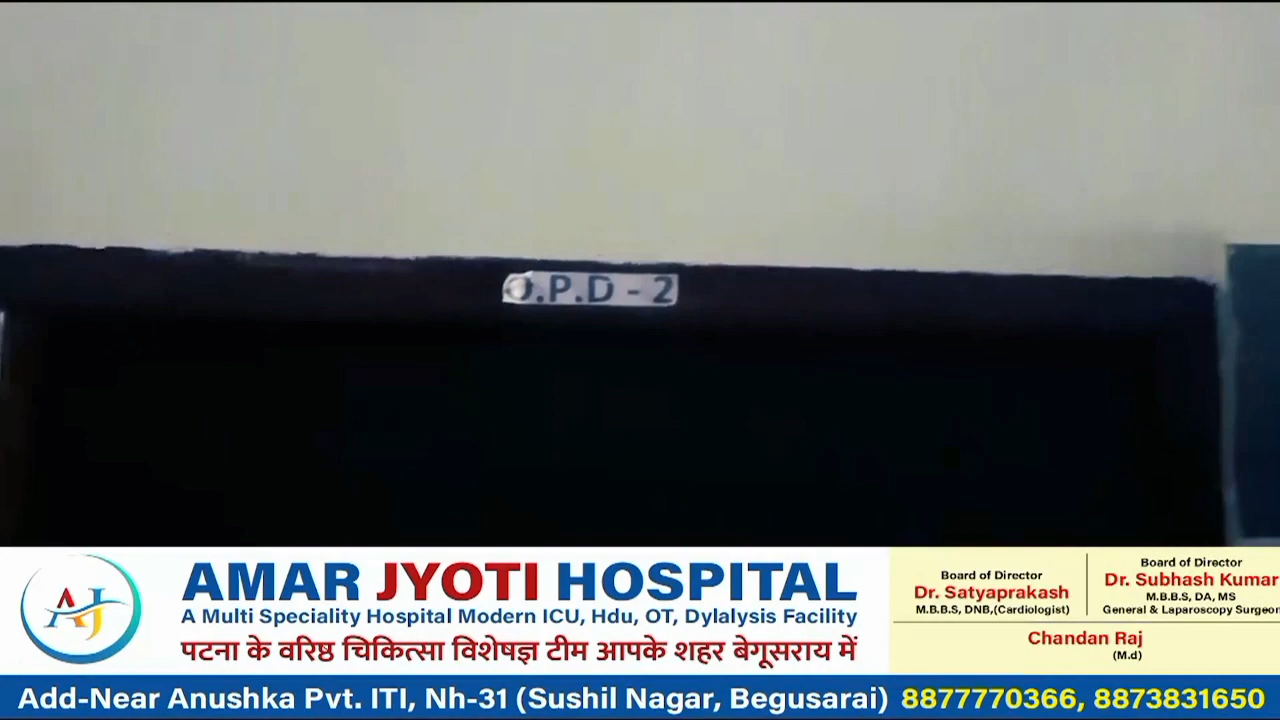 O.P.D - 2
AJ
AMAR JYOTI HOSPITAL
A Multi Speciality Hospital Modern ICU, Hdu, OT, Dylalysis Facility
पटना के वरिष्ठ चिकित्सा विशेषज्ञ टीम आपके शहर बेगूसराय में
Board of Director
Dr. Satyaprakash
M.B.B.S, DNB,(Cardiologist)
Board of Director
Dr. Subhash Kumar
M.B.B.S, DA, MS
General & Laparoscopy Surgeon
Chandan Raj
(M.d)
Add-Near Anushka Pvt. ITI, Nh-31 (Sushil Nagar, Begusarai) 8877770366, 8873831650